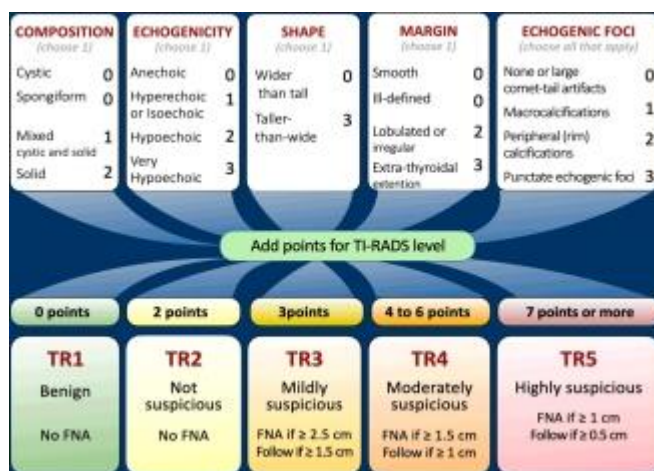 COMPOSITION
(choose 1)
Cystic 0
Spongiform 0
Mixed 1
cystic and solid
Solid 2
ECHOGENICITY
(choose 1)
Anechoic 0
Hyperechoic 1
or Isoechoic
Hypoechoic 2
Very 3
Hypoechoic
SHAPE
(choose 1)
Wider 0
than tall
Taller- 3
than-wide
MARGIN
(choose 1)
Smooth 0
Ill-defined 0
Lobulated or 2
irregular
Extra-thyroidal 3
extention
ECHOGENIC FOCI
(choose all that apply)
None or large 0
comet-tail artifacts
Macrocalcifications 1
Peripheral (rim) 2
calcifications
Punctate echogenic foci 3
Add points for TI-RADS level
0 points
2 points
3points
4 to 6 points
7 points or more
TR1
Benign
No FNA
TR2
Not
suspicious
No FNA
TR3
Mildly
suspicious
FNA if ≥ 2.5 cm
Follow if ≥ 1.5 cm
TR4
Moderately
suspicious
FNA if ≥ 1.5 cm
Follow if ≥ 1 cm
TR5
Highly suspicious
FNA if ≥ 1 cm
Follow if ≥ 0.5 cm